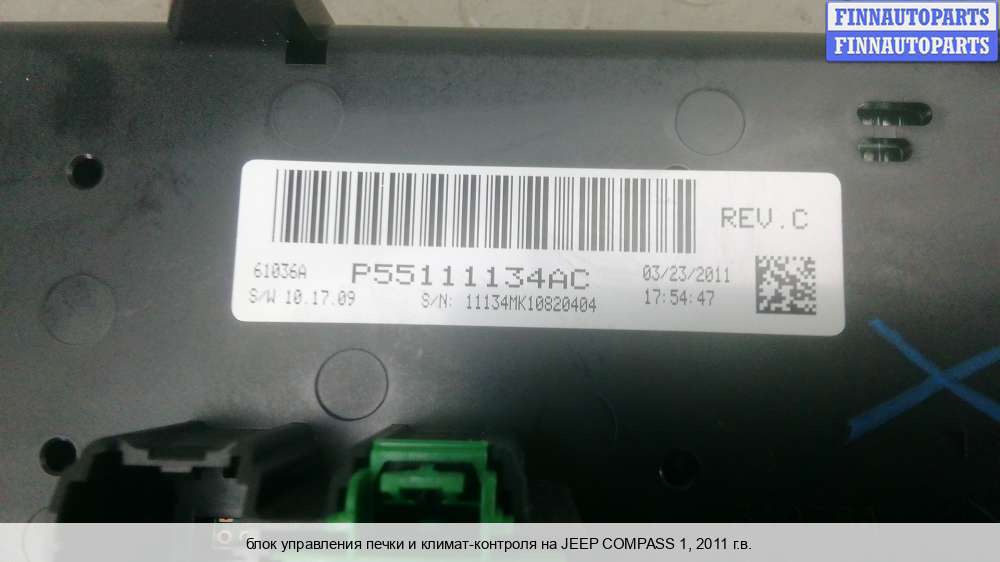 FINNAUTOPARTS
FINNAUTOPARTS
REV.C
61036A P55111134AC 03/23/2011
S/W 10.17.09 S/N: 11134MK10820404 17:54:47
блок управления печки и климат-контроля на JEEP COMPASS 1, 2011 г.в.